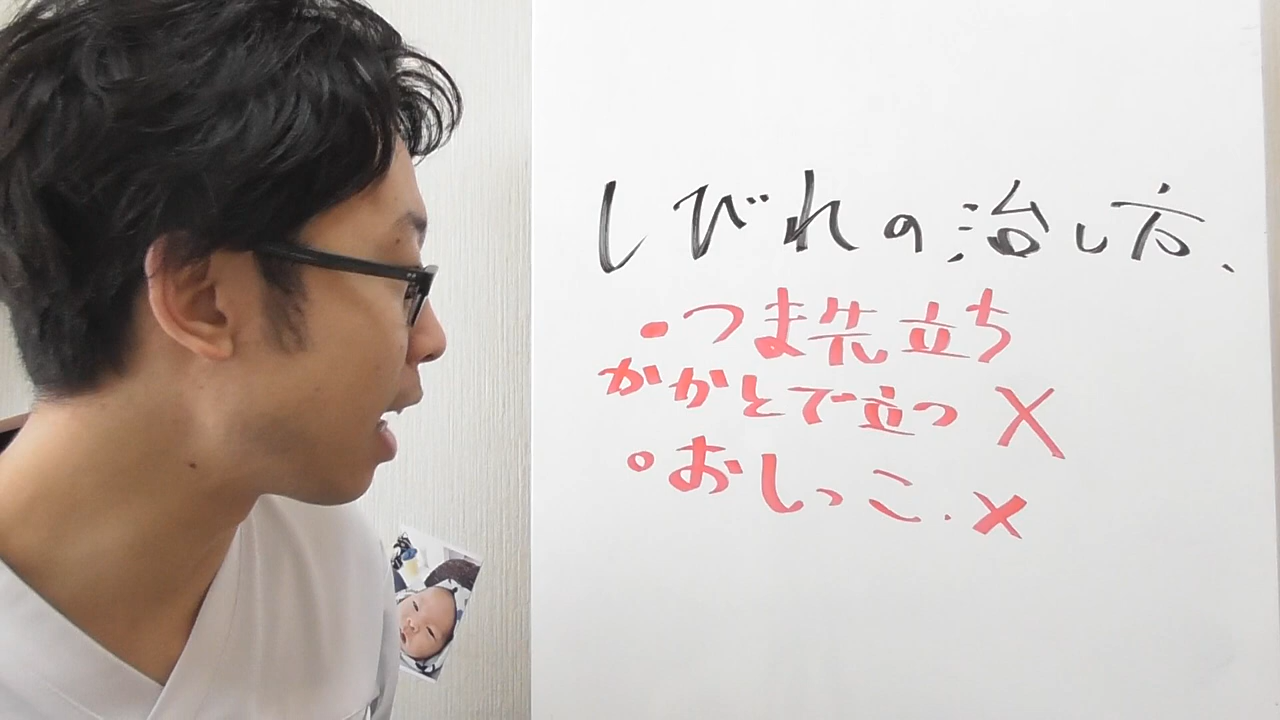 しびれの治し方、
・つま先立ち
かかとで立つ ×
・おしっこ. ×